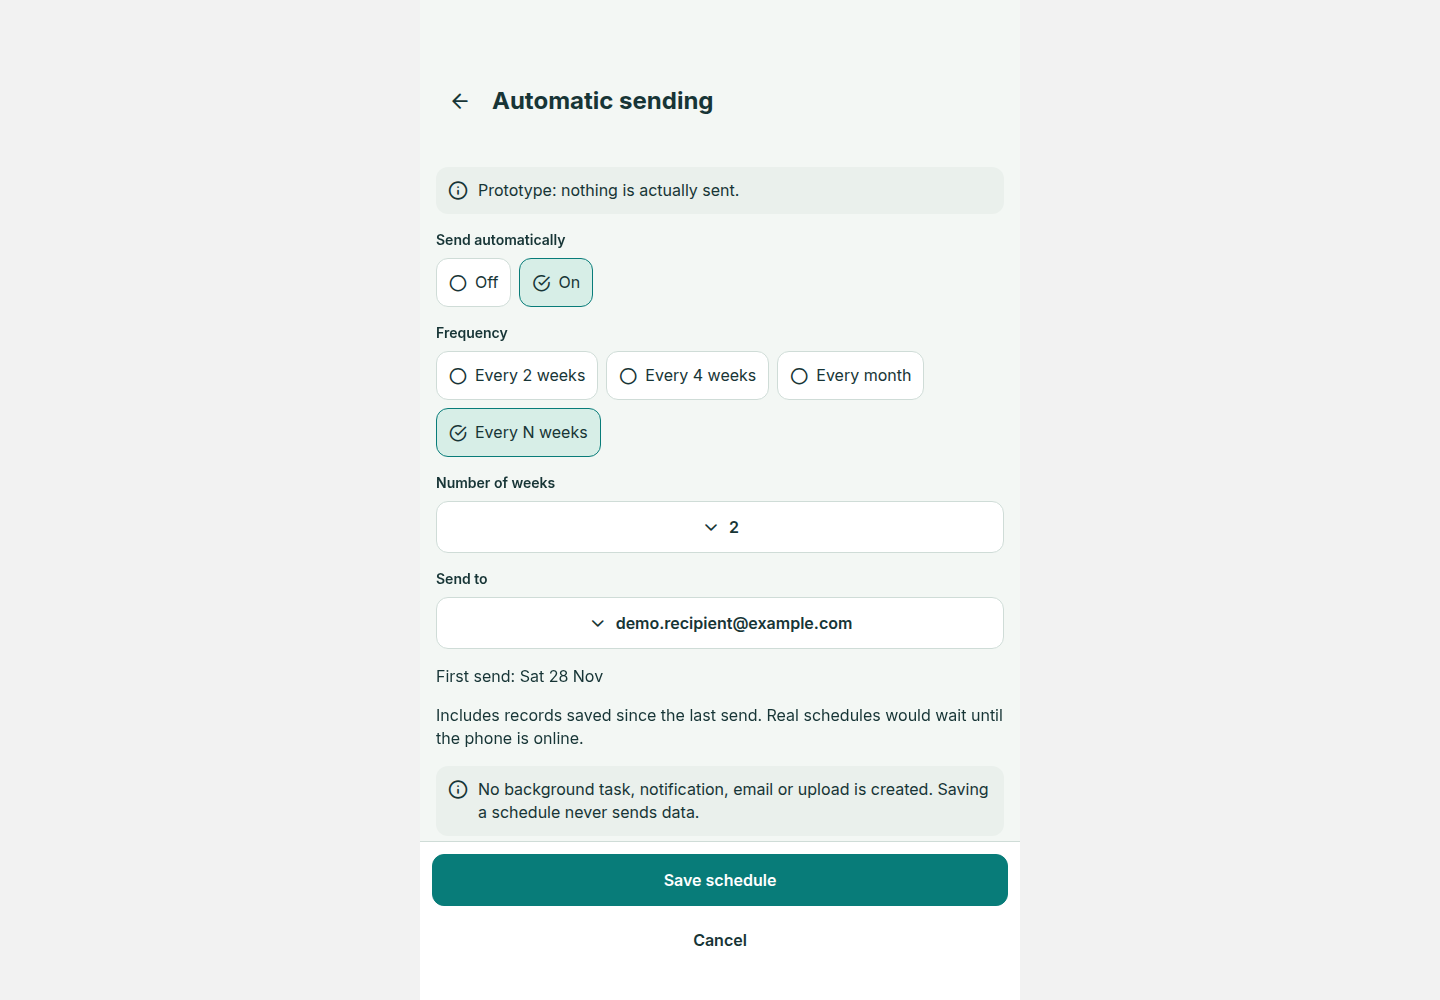 Automatic sending
Prototype: nothing is actually sent.
Send automatically
Off
On
Frequency
Every 2 weeks
Every 4 weeks
Every month
Every N weeks
Number of weeks
2
Send to
demo.recipient@example.com
First send: Sat 28 Nov
Includes records saved since the last send. Real schedules would wait until
the phone is online.
No background task, notification, email or upload is created. Saving
a schedule never sends data.
Save schedule
Cancel